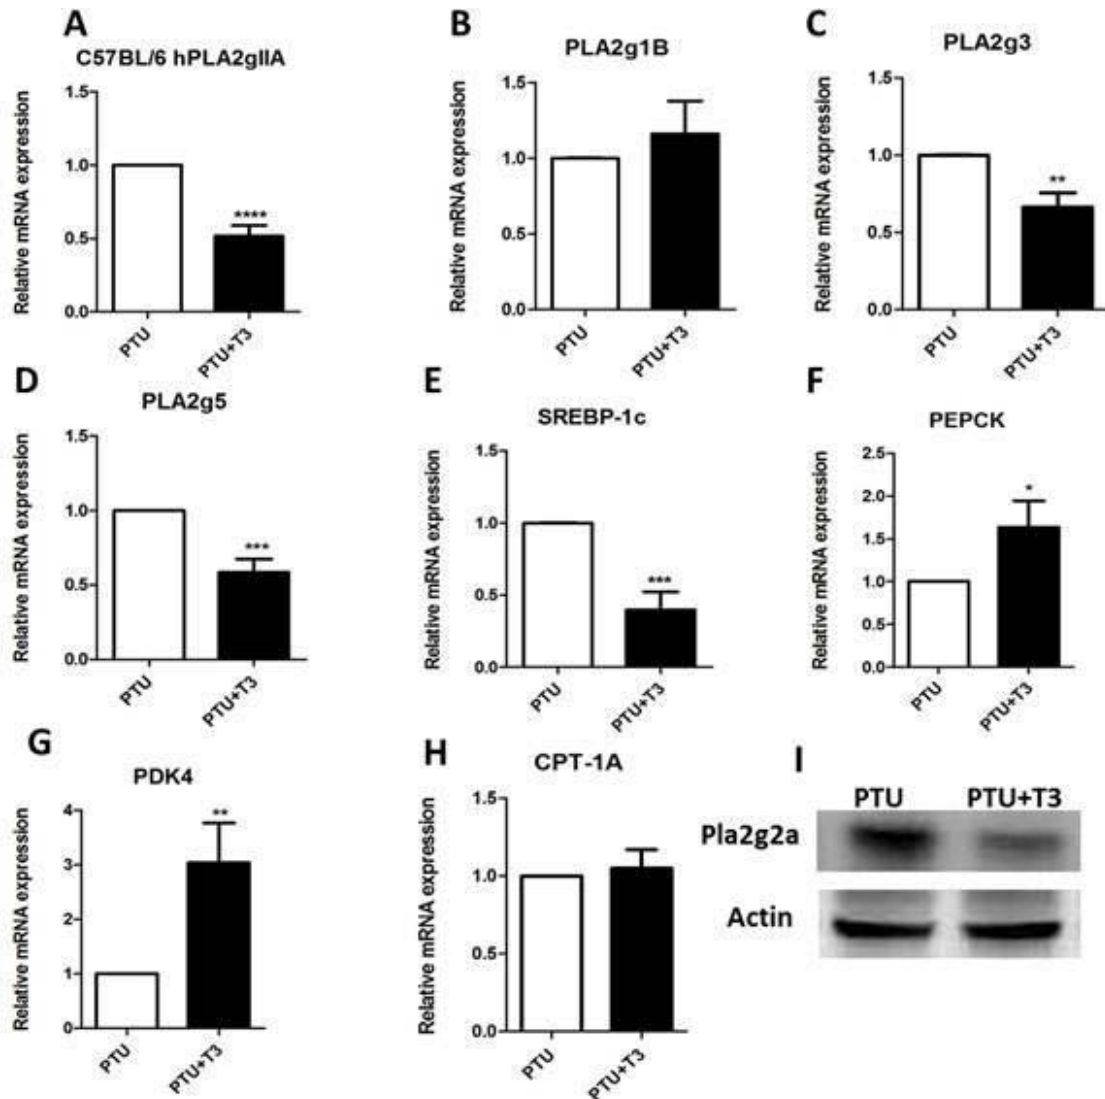 A
C57BL/6 hPLA2gIIA
Relative mRNA expression
1.5
1.0
0.5
0.0
PTU
PTU+T3
****
B
PLA2g1B
Relative mRNA expression
1.5
1.0
0.5
0.0
PTU
PTU+T3
C
PLA2g3
Relative mRNA expression
1.5
1.0
0.5
0.0
PTU
PTU+T3
**
D
PLA2g5
Relative mRNA expression
1.5
1.0
0.5
0.0
PTU
PTU+T3
***
E
SREBP-1c
Relative mRNA expression
1.5
1.0
0.5
0.0
PTU
PTU+T3
***
F
PEPCK
Relative mRNA expression
2.5
2.0
1.5
1.0
0.5
0.0
PTU
PTU+T3
*
G
PDK4
Relative mRNA expression
4
3
2
1
0
PTU
PTU+T3
**
H
CPT-1A
Relative mRNA expression
1.5
1.0
0.5
0.0
PTU
PTU+T3
I
PTU PTU+T3
Pla2g2a
Actin